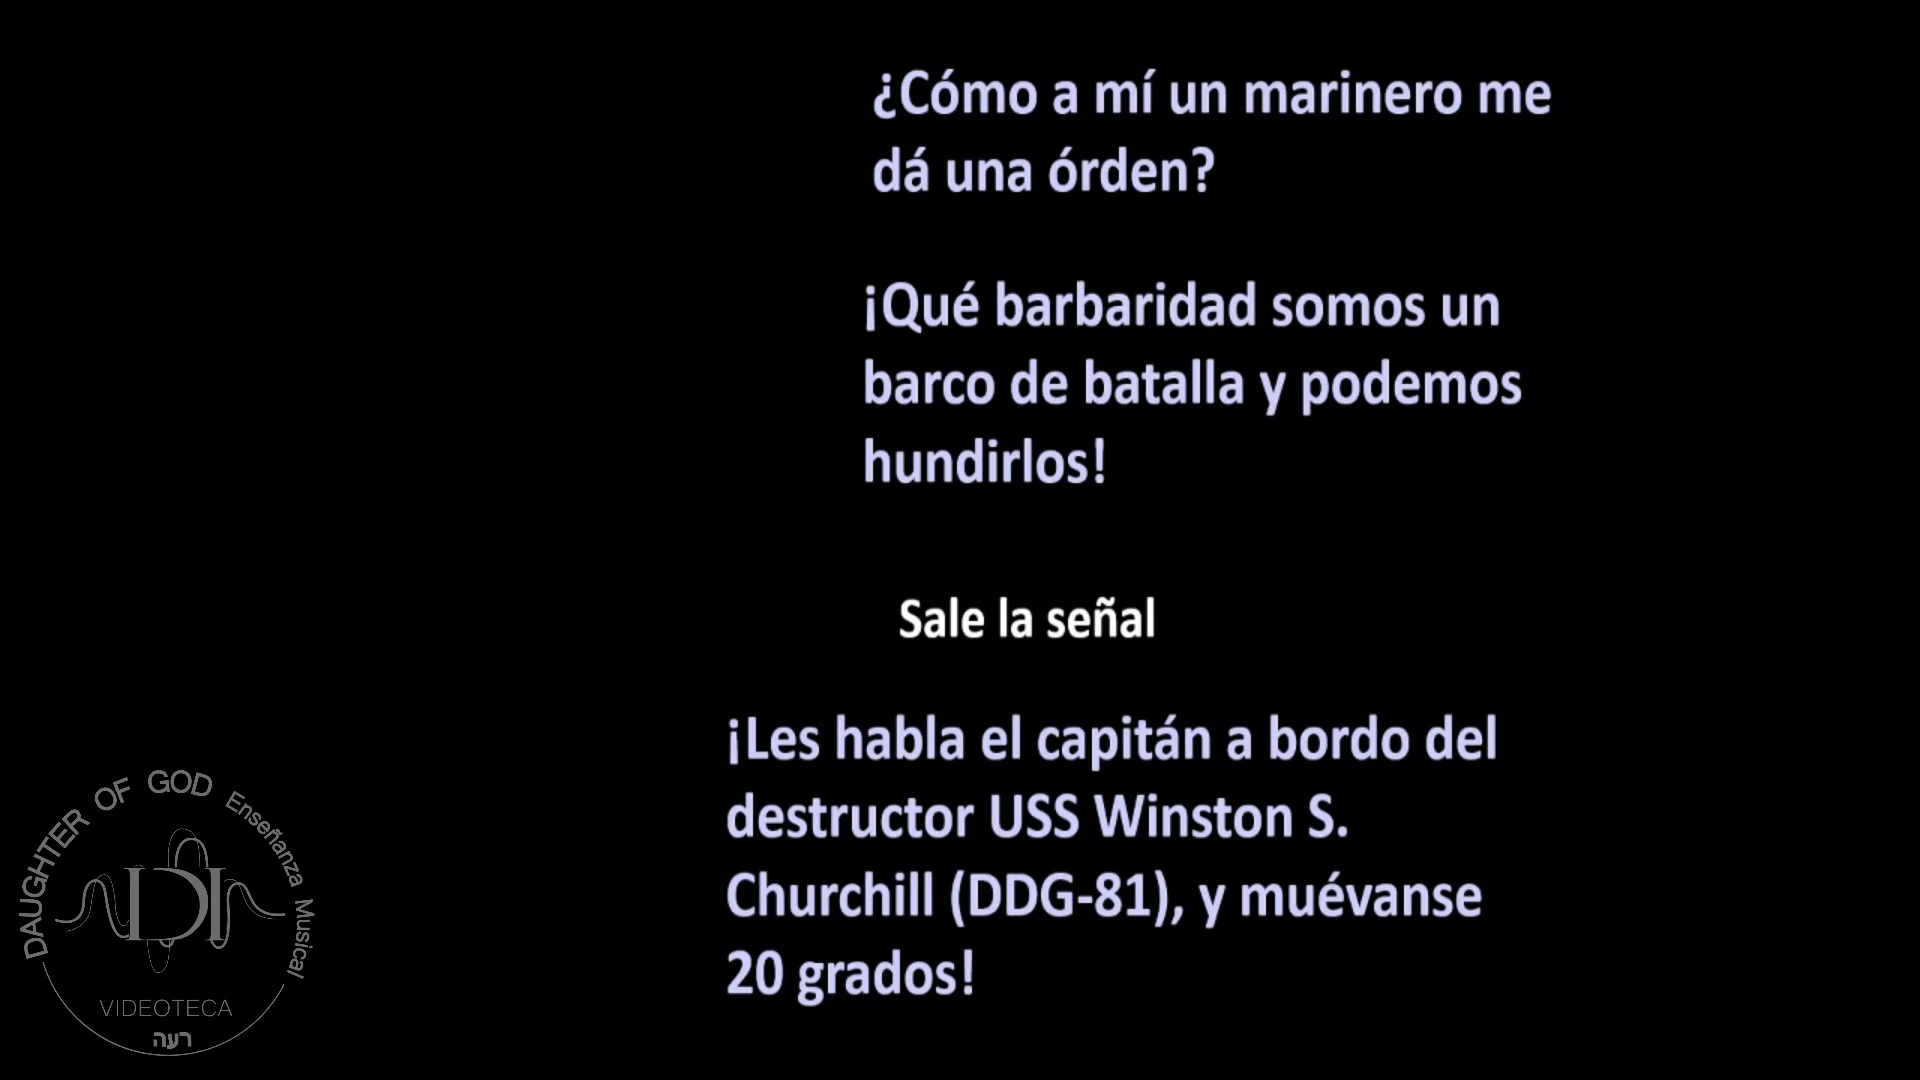 ¿Cómo a mí un marinero me
dá una órden?
¡Qué barbaridad somos un
barco de batalla y podemos
hundirlos!
Sale la señal
¡Les habla el capitán a bordo del
destructor USS Winston S.
Churchill (DDG-81), y muévanse
20 grados!
DAUGHTER OF GOD Enseñanza Musical
VIDEOTECA
רעה